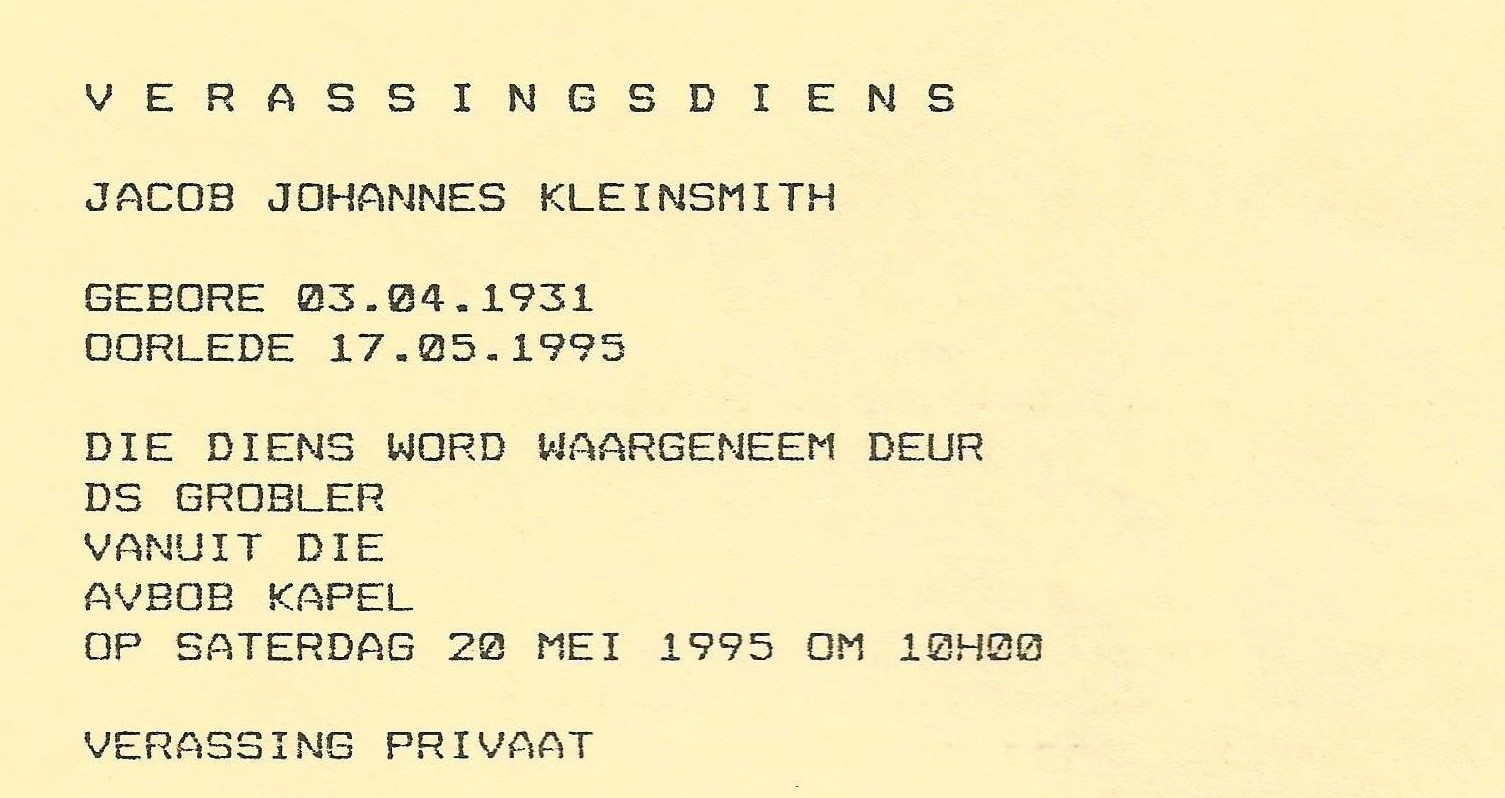 V E R A S S I N G S D I E N S
JACOB JOHANNES KLEINSMITH
GEBORE 03.04.1931
OORLEDE 17.05.1995
DIE DIENS WORD WAARGENEEM DEUR
DS GROBLER
VANUIT DIE
AVBOB KAPEL
OP SATERDAG 20 MEI 1995 OM 10H00
VERASSING PRIVAAT